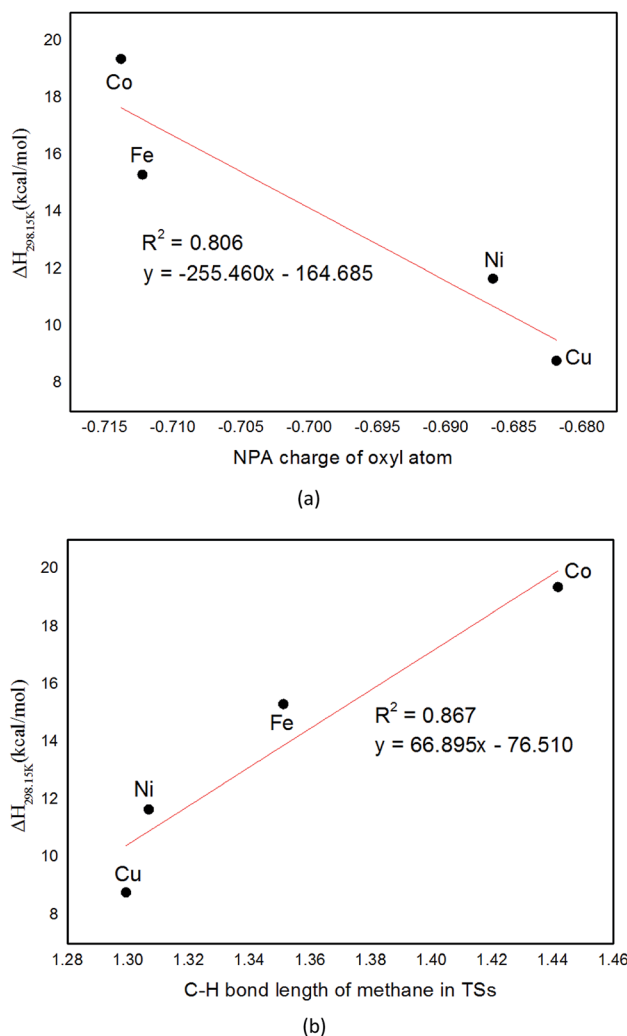 20
18
16
14
12
10
8
ΔH298.15K(kcal/mol)
Co
Fe
R2 = 0.806
y = -255.460x - 164.685
Ni
Cu
-0.715 -0.710 -0.705 -0.700 -0.695 -0.690 -0.685 -0.680
NPA charge of oxyl atom
(a)
20
18
16
14
12
10
8
ΔH298.15K(kcal/mol)
Co
Fe
R2 = 0.867
y = 66.895x - 76.510
Ni
Cu
1.28 1.30 1.32 1.34 1.36 1.38 1.40 1.42 1.44 1.46
C-H bond length of methane in TSs
(b)